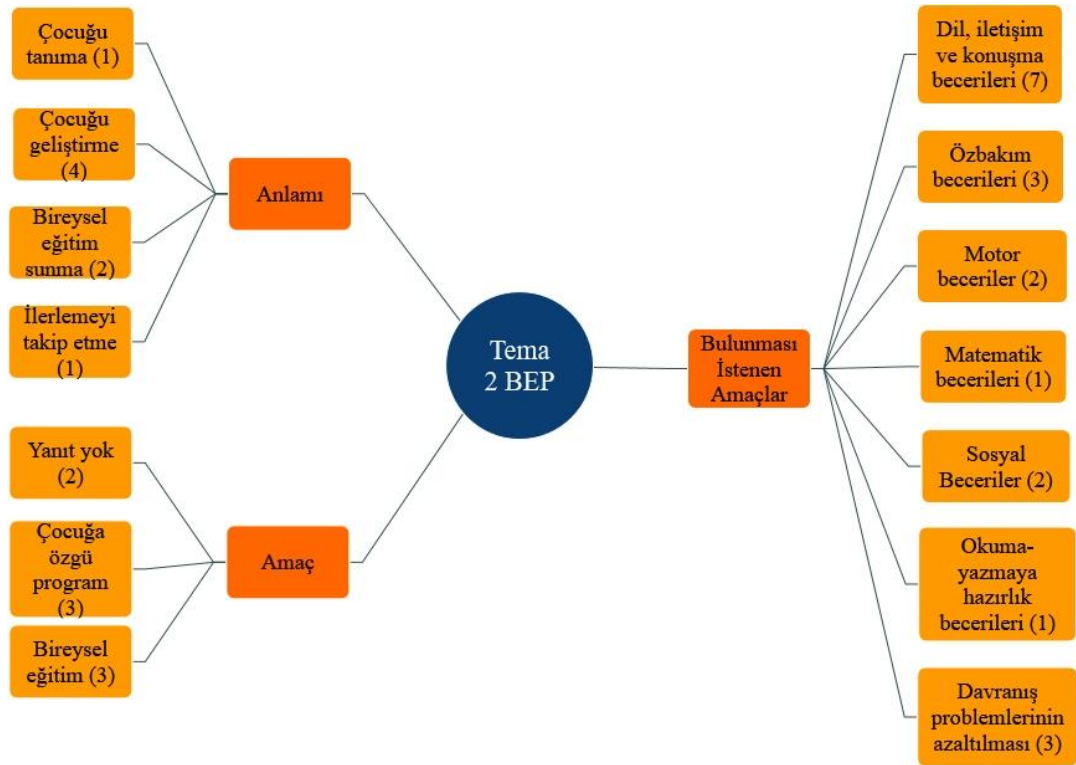 Çocuğu
tanıma (1)
Çocuğu
geliştirme
(4)
Bireysel
eğitim
sunma (2)
İlerlemeyi
takip etme
(1)
Anlamı
Yanıt yok
(2)
Çocuğa
özgü
program
(3)
Bireysel
eğitim (3)
Amaç
Tema
2 BEP
Bulunması
İstenen
Amaçlar
Dil, iletişim
ve konuşma
becerileri (7)
Özbakım
becerileri (3)
Motor
beceriler (2)
Matematik
becerileri (1)
Sosyal
Beceriler (2)
Okuma-
yazmaya
hazırlık
becerileri (1)
Davranış
problemlerinin
azaltılması (3)